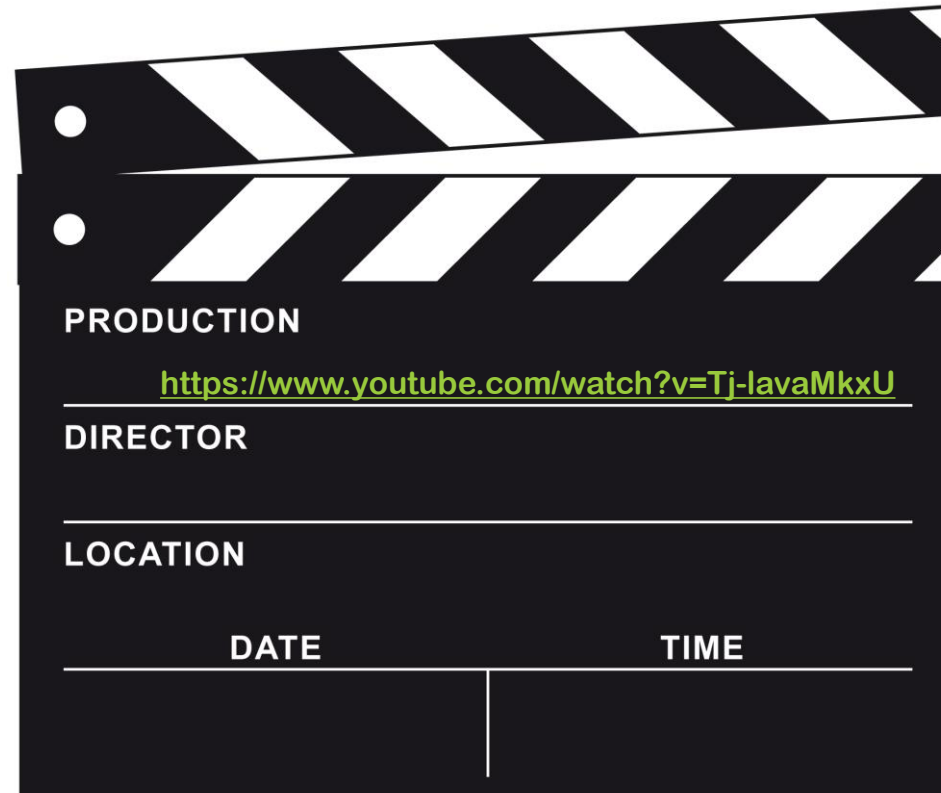 PRODUCTION
https://www.youtube.com/watch?v=Tj-lavaMkxU
DIRECTOR
LOCATION
DATE TIME